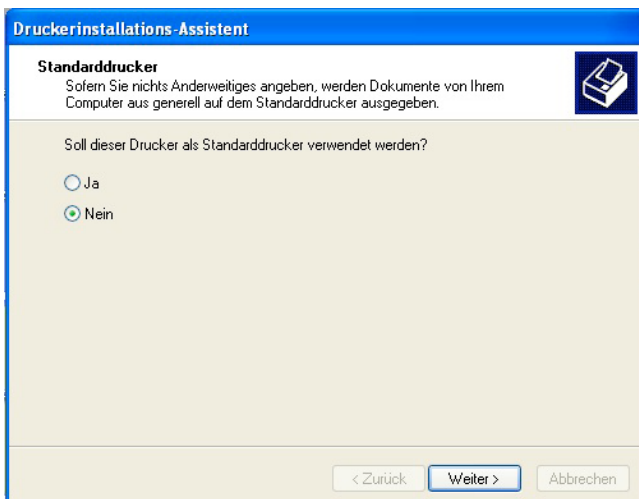 Druckerinstallations-Assistent
Standarddrucker
Sofern Sie nichts Anderweitiges angeben, werden Dokumente von Ihrem
Computer aus generell auf dem Standarddrucker ausgegeben.
Soll dieser Drucker als Standarddrucker verwendet werden?
Ja
Nein
< Zurück Weiter > Abbrechen